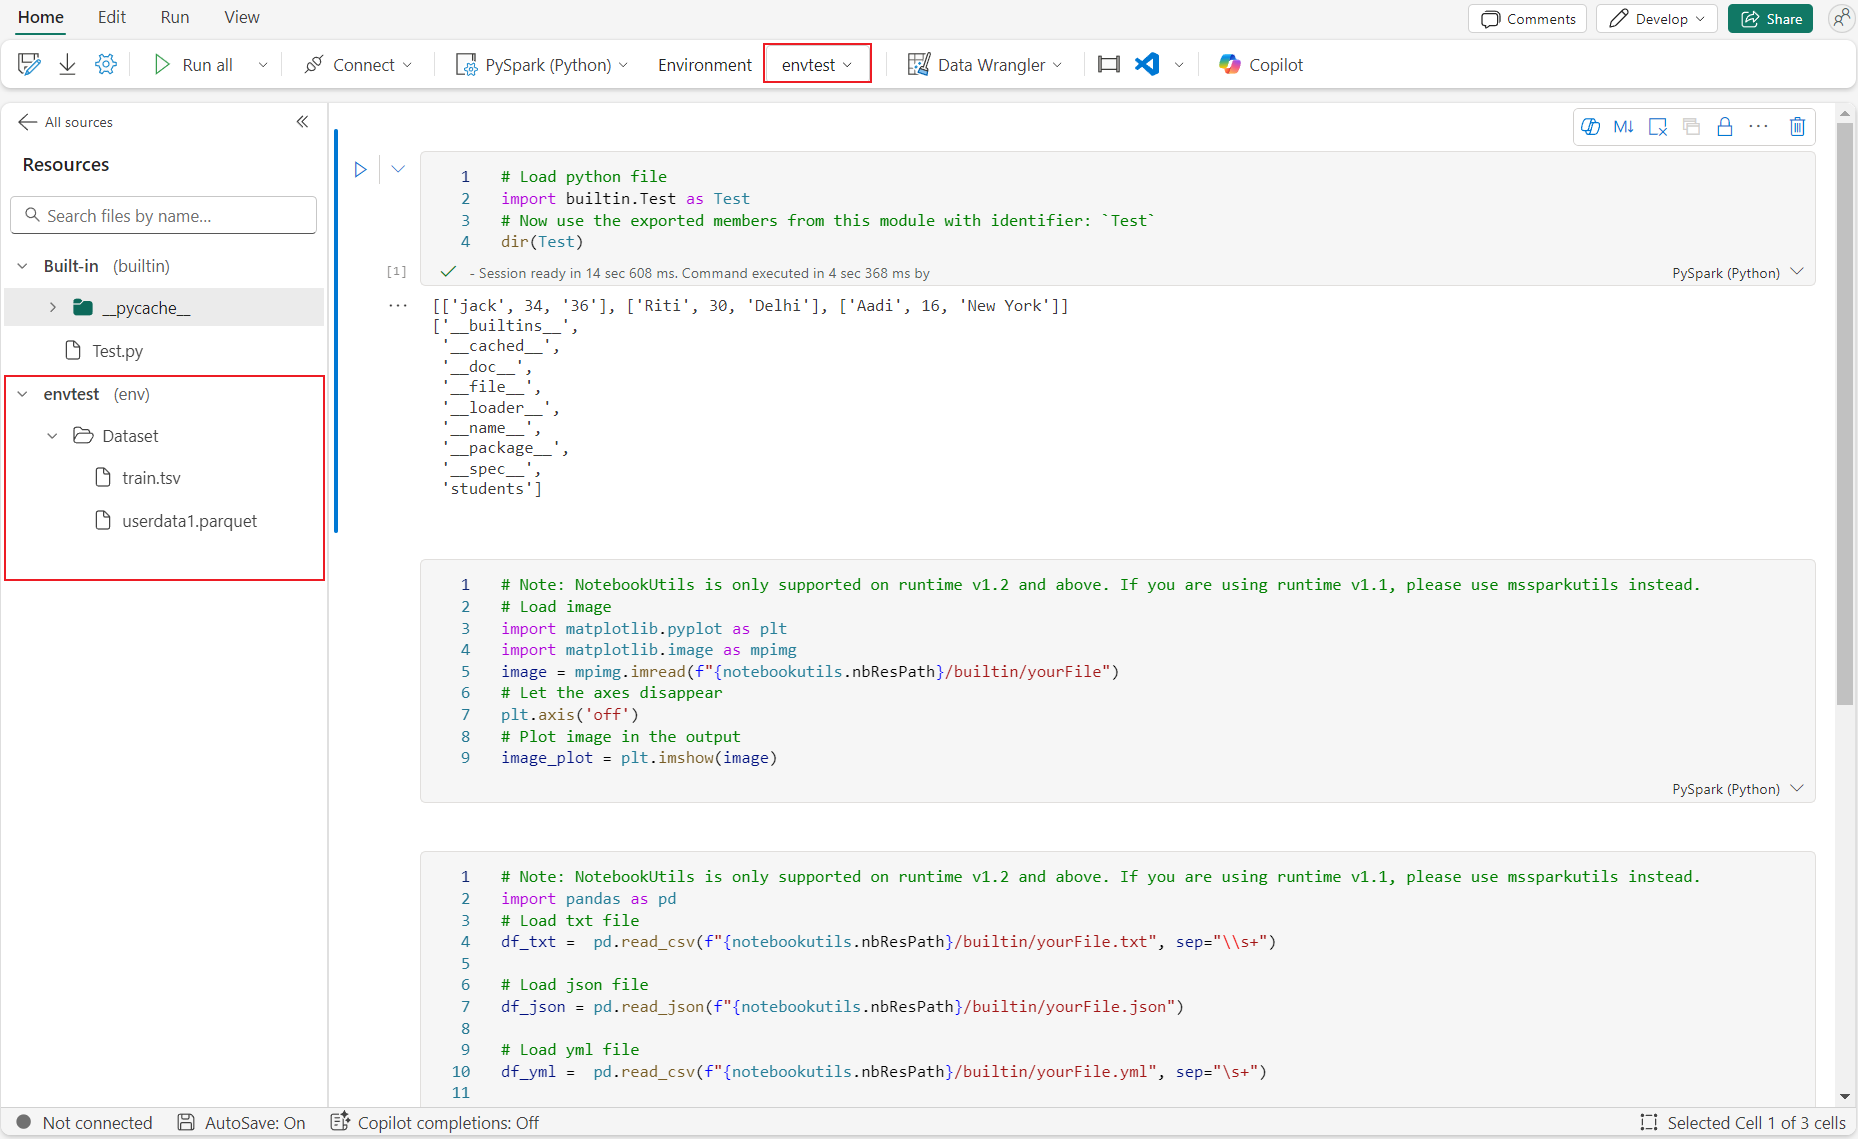 Home Edit Run View Comments Develop Share
Run all Connect PySpark (Python) Environment envtest Data Wrangler Copilot
All sources
Resources
Search files by name...
Built-in (builtin)
__pycache__
Test.py
envtest (env)
Dataset
train.tsv
userdata1.parquet
M↓
1 # Load python file
2 import builtin.Test as Test
3 # Now use the exported members from this module with identifier: `Test`
4 dir(Test)
[1] - Session ready in 14 sec 608 ms. Command executed in 4 sec 368 ms by PySpark (Python)
[['jack', 34, '36'], ['Riti', 30, 'Delhi'], ['Aadi', 16, 'New York']]
['__builtins__',
'__cached__',
'__doc__',
'__file__',
'__loader__',
'__name__',
'__package__',
'__spec__',
'students']
1 # Note: NotebookUtils is only supported on runtime v1.2 and above. If you are using runtime v1.1, please use mssparkutils instead.
2 # Load image
3 import matplotlib.pyplot as plt
4 import matplotlib.image as mpimg
5 image = mpimg.imread(f"{notebookutils.nbResPath}/builtin/yourFile")
6 # Let the axes disappear
7 plt.axis('off')
8 # Plot image in the output
9 image_plot = plt.imshow(image)
PySpark (Python)
1 # Note: NotebookUtils is only supported on runtime v1.2 and above. If you are using runtime v1.1, please use mssparkutils instead.
2 import pandas as pd
3 # Load txt file
4 df_txt =  pd.read_csv(f"{notebookutils.nbResPath}/builtin/yourFile.txt", sep="\\s+")
5
6 # Load json file
7 df_json = pd.read_json(f"{notebookutils.nbResPath}/builtin/yourFile.json")
8
9 # Load yml file
10 df_yml =  pd.read_csv(f"{notebookutils.nbResPath}/builtin/yourFile.yml", sep="\s+")
11
Not connected AutoSave: On Copilot completions: Off Selected Cell 1 of 3 cells